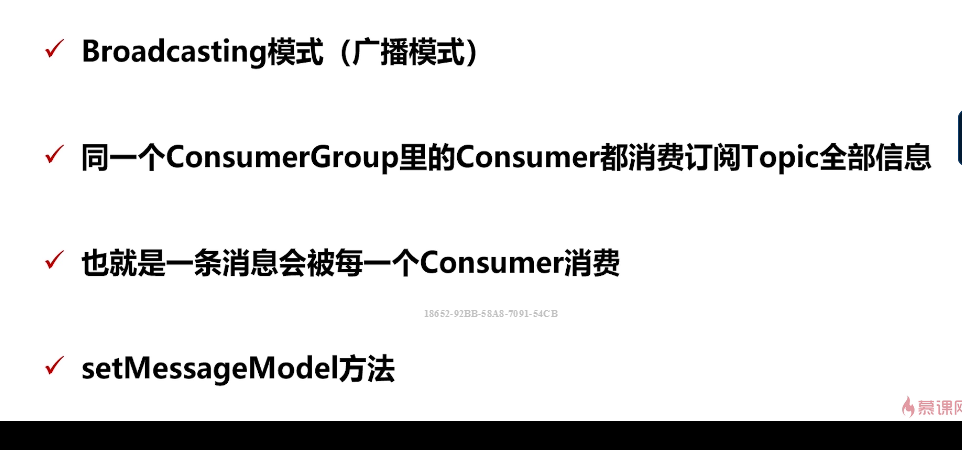 Broadcasting模式（广播模式）
同一个ConsumerGroup里的Consumer都消费订阅Topic全部信息
也就是一条消息会被每一个Consumer消费
18652-92BB-58A8-7091-54CB
setMessageModel方法
慕课网